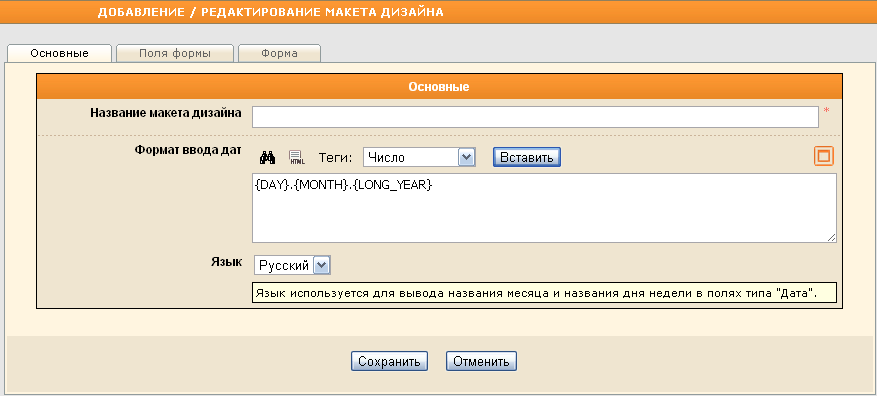 ДОБАВЛЕНИЕ / РЕДАКТИРОВАНИЕ МАКЕТА ДИЗАЙНА
Основные Поля формы Форма
Основные
Название макета дизайна *
Формат ввода дат HTML Теги: Число Вставить
{DAY}.{MONTH}.{LONG_YEAR}
Язык Русский
Язык используется для вывода названия месяца и названия дня недели в полях типа "Дата".
Сохранить Отменить